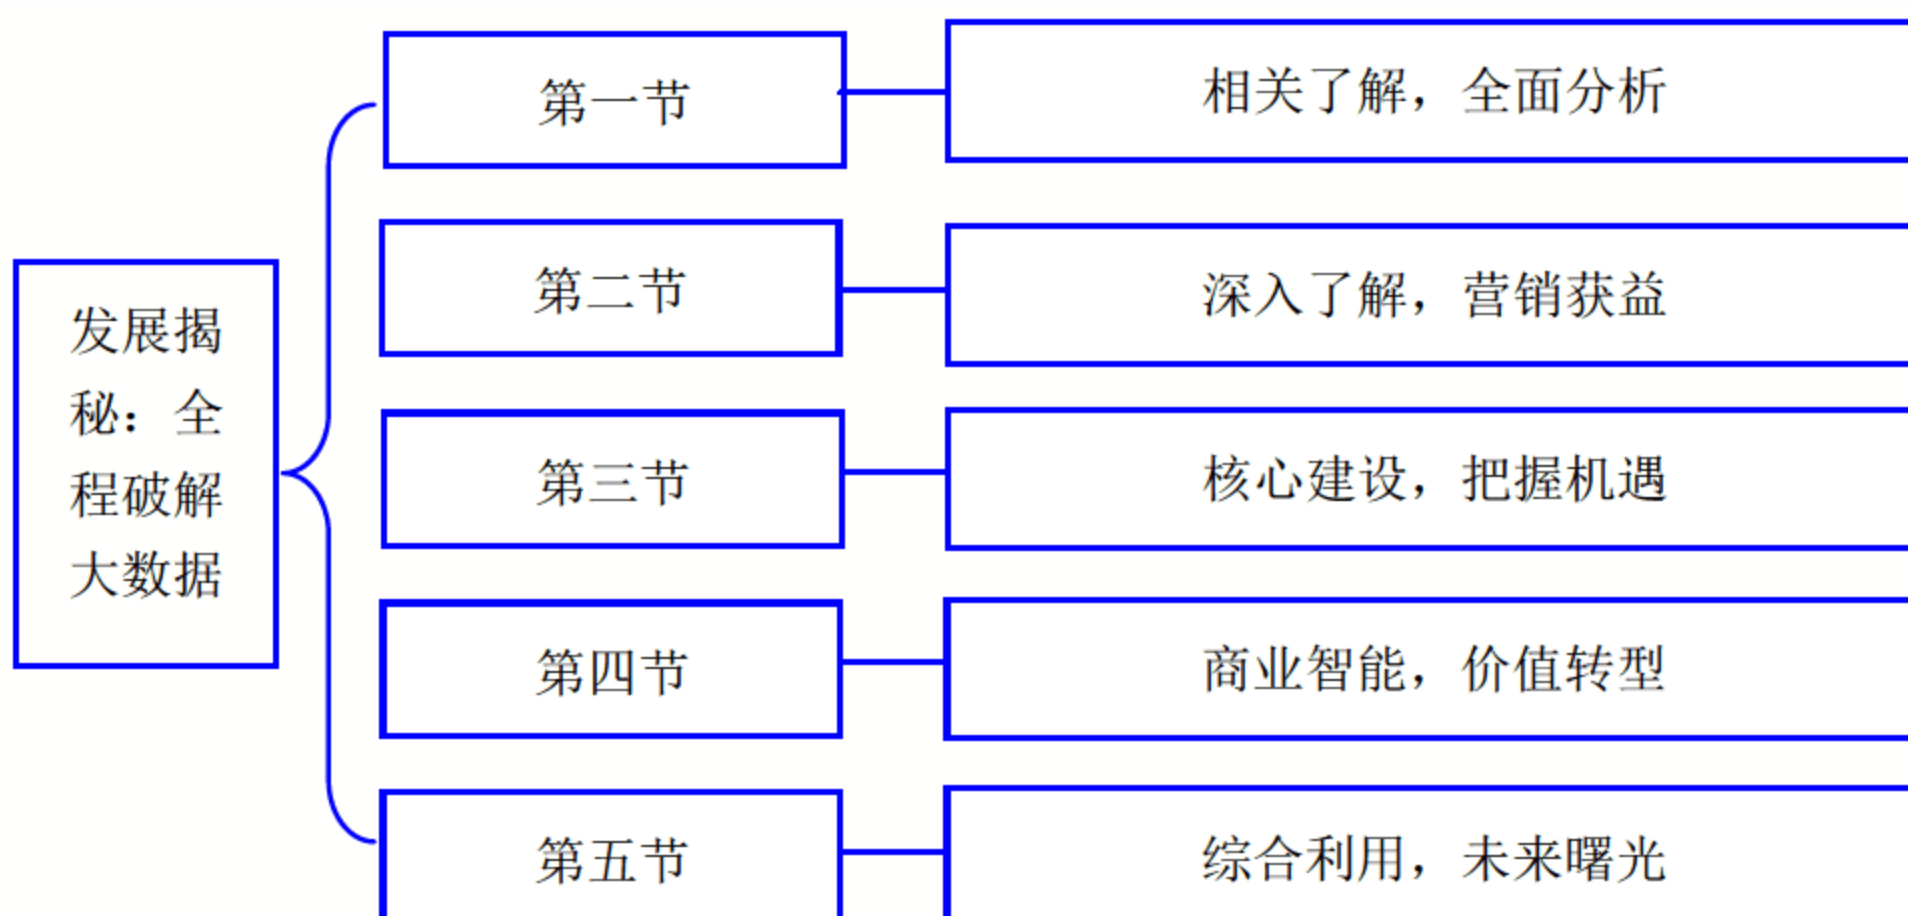 发展揭
秘：全
程破解
大数据
第一节
相关了解，全面分析
第二节
深入了解，营销获益
第三节
核心建设，把握机遇
第四节
商业智能，价值转型
第五节
综合利用，未来曙光